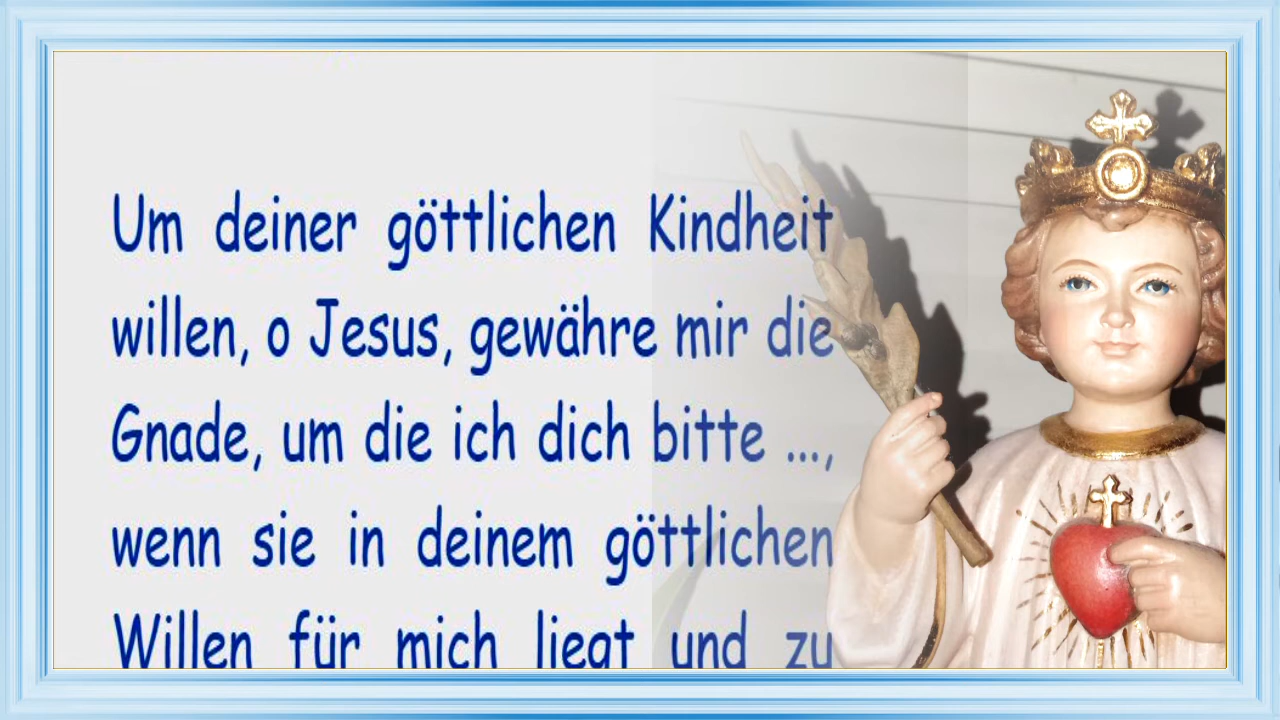 Um deiner göttlichen Kindheit
willen, o Jesus, gewähre mir die
Gnade, um die ich dich bitte ...,
wenn sie in deinem göttlichen
Willen für mich liegt und zu